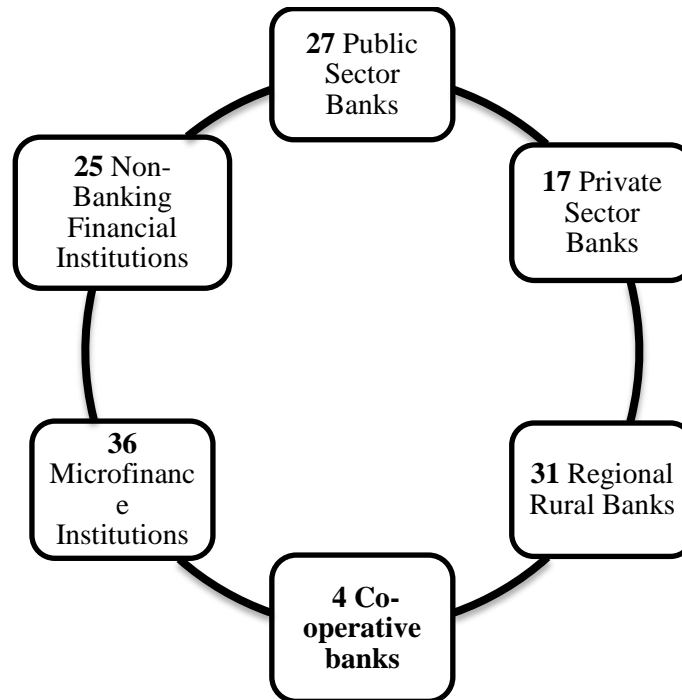 27 Public
Sector
Banks
17 Private
Sector
Banks
31 Regional
Rural Banks
4 Co-
operative
banks
36
Microfinanc
e
Institutions
25 Non-
Banking
Financial
Institutions